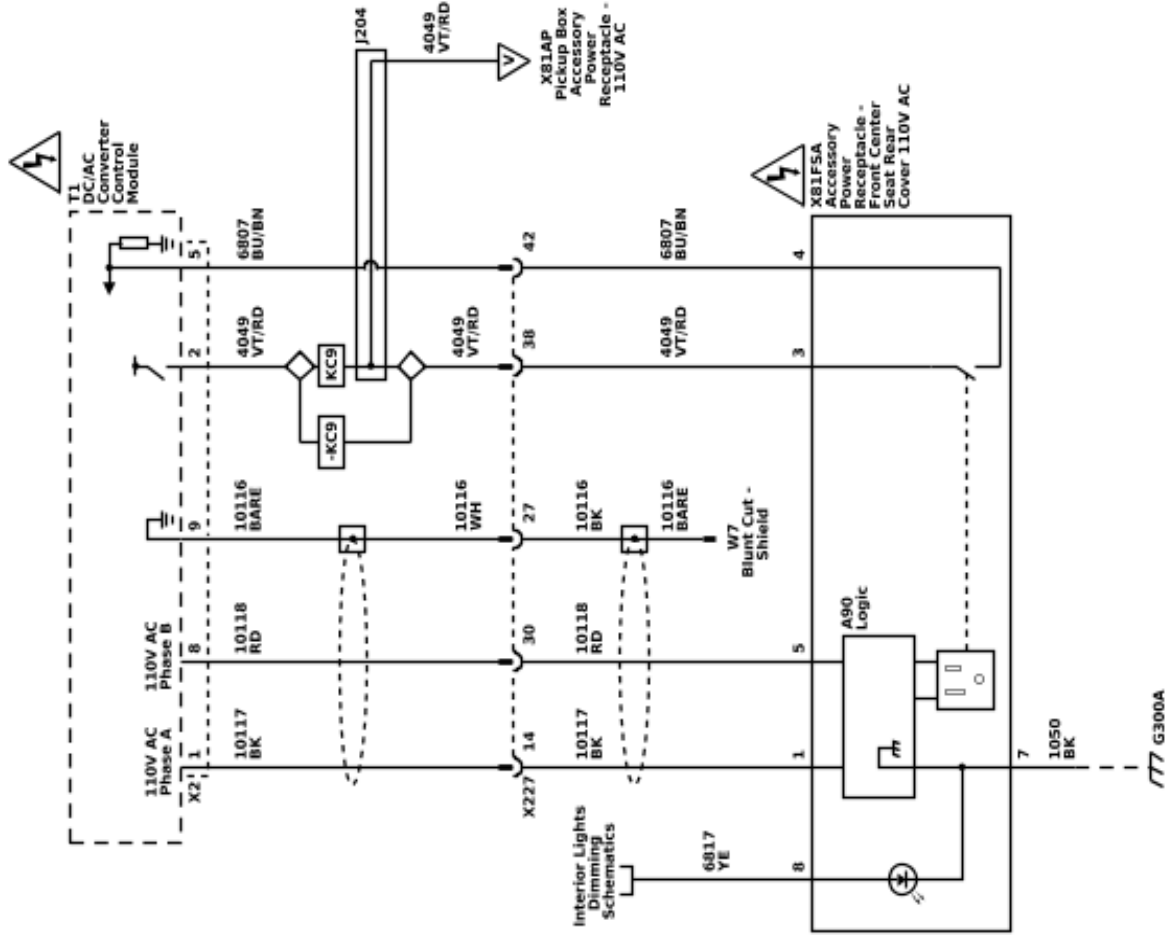 T1
DC/AC
Converter
Control
Module
110V AC
Phase A
110V AC
Phase B
X2
1
8
9
2
5
10117
BK
10118
RD
10116
BARE
4049
VT/RD
6807
BU/BN
J204
4049
VT/RD
KC9
-KC9
V
X81AP
Pickup Box
Accessory
Power
Receptacle -
110V AC
10116
WH
4049
VT/RD
X227
14
30
27
38
42
Interior Lights
Dimming
Schematics
6817
YE
10117
BK
10118
RD
10116
BK
10116
BARE
W7
Blunt Cut -
Shield
4049
VT/RD
6807
BU/BN
X81FSA
Accessory
Power
Receptacle -
Front Center
Seat Rear
Cover 110V AC
8
1
5
3
4
A90
Logic
7
1050
BK
G300A